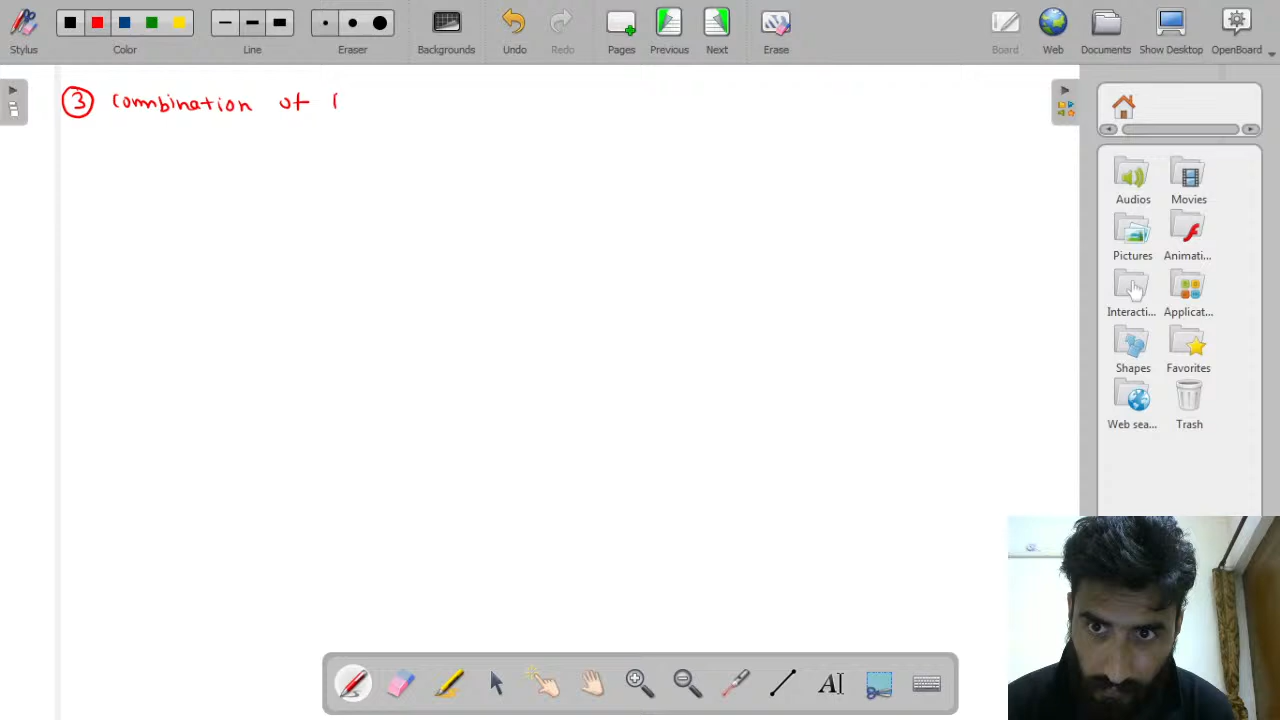 Stylus
Color
Line
Eraser
Backgrounds
Undo
Redo
Pages
Previous
Next
Erase
Board
Web
Documents
Show Desktop
OpenBoard
③ Combination of
Audios
Movies
Pictures
Animati...
Interacti...
Applicat...
Shapes
Favorites
Web sea...
Trash